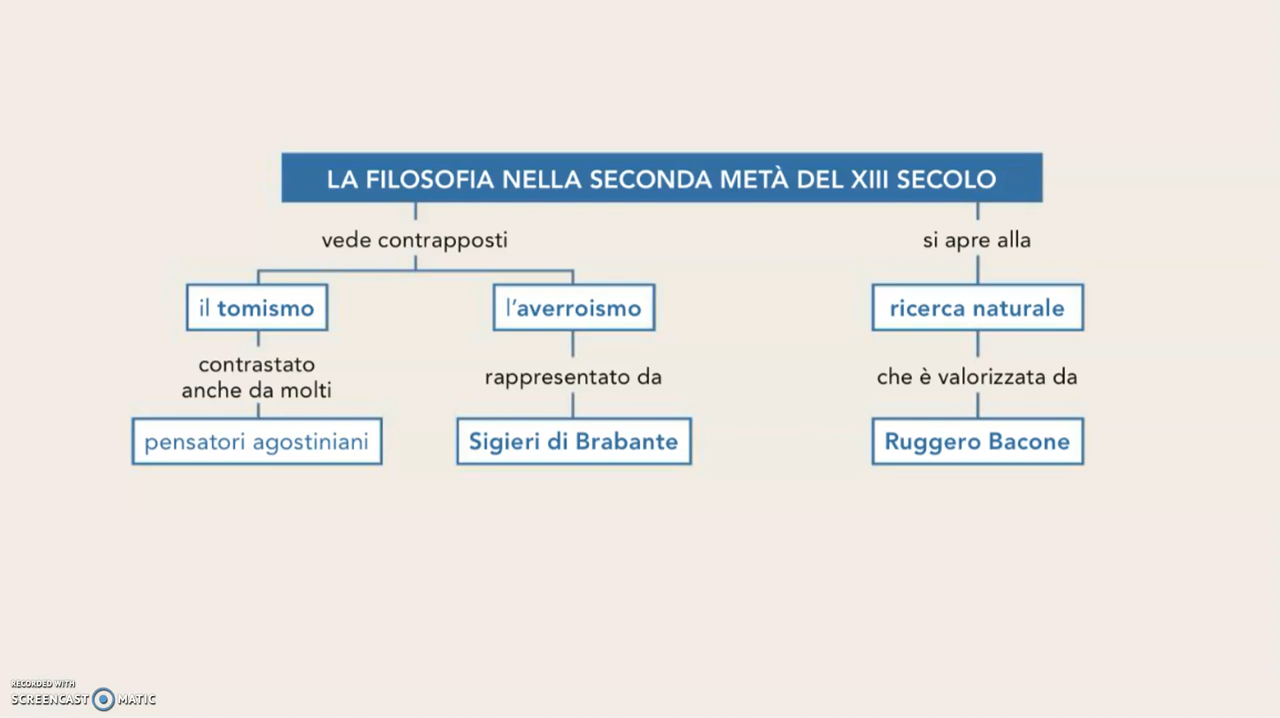 LA FILOSOFIA NELLA SECONDA METÀ DEL XIII SECOLO
vede contrapposti
si apre alla
il tomismo
l'averroismo
ricerca naturale
contrastato
anche da molti
rappresentato da
che è valorizzata da
pensatori agostiniani
Sigieri di Brabante
Ruggero Bacone
RECORDED WITH
SCREENCAST MATIC